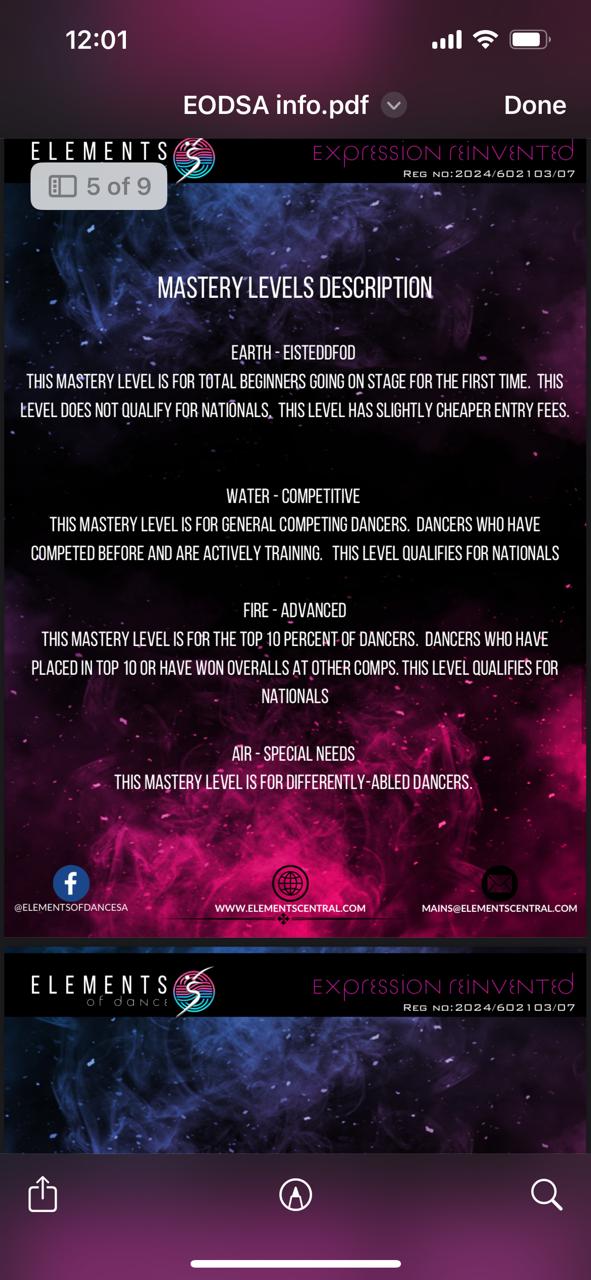 12:01
EODSA info.pdf
Done
ELEMENTS
EXPRESSION REINVENTED
REG NO:2024/602103/07
5 of 9
MASTERY LEVELS DESCRIPTION
EARTH - EISTEDDFOD
THIS MASTERY LEVEL IS FOR TOTAL BEGINNERS GOING ON STAGE FOR THE FIRST TIME. THIS
LEVEL DOES NOT QUALIFY FOR NATIONALS. THIS LEVEL HAS SLIGHTLY CHEAPER ENTRY FEES.
WATER - COMPETITIVE
THIS MASTERY LEVEL IS FOR GENERAL COMPETING DANCERS. DANCERS WHO HAVE
COMPETED BEFORE AND ARE ACTIVELY TRAINING. THIS LEVEL QUALIFIES FOR NATIONALS
FIRE - ADVANCED
THIS MASTERY LEVEL IS FOR THE TOP 10 PERCENT OF DANCERS. DANCERS WHO HAVE
PLACED IN TOP 10 OR HAVE WON OVERALLS AT OTHER COMPS. THIS LEVEL QUALIFIES FOR
NATIONALS
AIR - SPECIAL NEEDS
THIS MASTERY LEVEL IS FOR DIFFERENTLY-ABLED DANCERS.
@ELEMENTSOFDANCESA
WWW.ELEMENTSCENTRAL.COM
MAINS@ELEMENTSCENTRAL.COM
ELEMENTS
of dance
EXPRESSION REINVENTED
REG NO:2024/602103/07